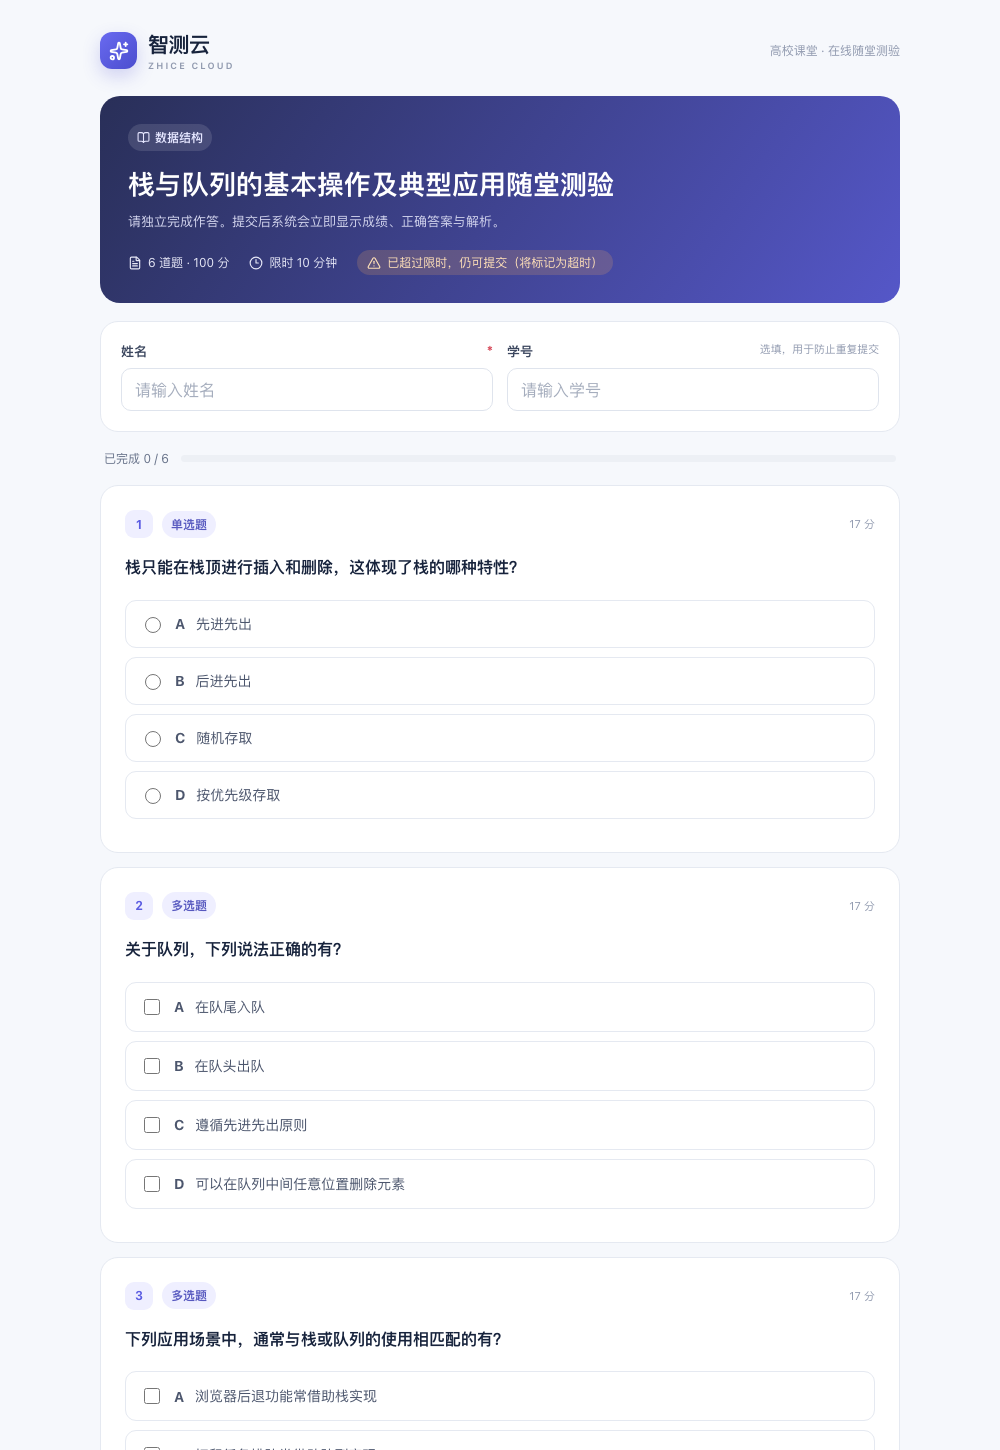 智测云
ZHICE CLOUD
高校课堂 · 在线随堂测验
数据结构
栈与队列的基本操作及典型应用随堂测验
请独立完成作答。提交后系统会立即显示成绩、正确答案与解析。
6 道题 · 100 分
限时 10 分钟
已超过限时，仍可提交（将标记为超时）
姓名 *
学号
选填，用于防止重复提交
请输入姓名
请输入学号
已完成 0 / 6
1 单选题 17 分
栈只能在栈顶进行插入和删除，这体现了栈的哪种特性？
A 先进先出
B 后进先出
C 随机存取
D 按优先级存取
2 多选题 17 分
关于队列，下列说法正确的有？
A 在队尾入队
B 在队头出队
C 遵循先进先出原则
D 可以在队列中间任意位置删除元素
3 多选题 17 分
下列应用场景中，通常与栈或队列的使用相匹配的有？
A 浏览器后退功能常借助栈实现